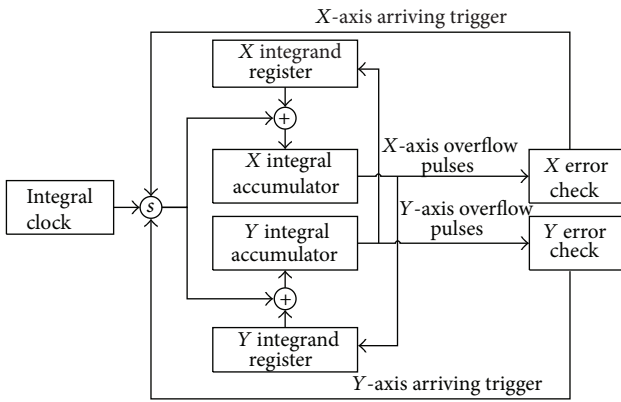 X-axis arriving trigger
X integrand
register
+
X integral
accumulator
X-axis overflow
pulses
X error
check
Integral
clock
s
Y integral
accumulator
Y-axis overflow
pulses
Y error
check
+
Y integrand
register
Y-axis arriving trigger